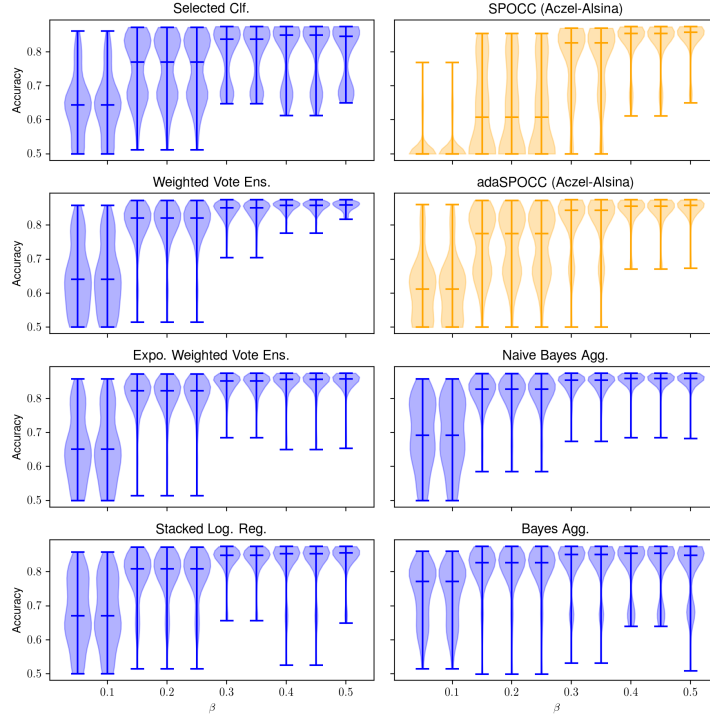 Selected Clf.
SPOCC (Aczel-Alsina)
Accuracy
0.8
0.7
0.6
0.5
Weighted Vote Ens.
adaSPOCC (Aczel-Alsina)
Accuracy
0.8
0.7
0.6
0.5
Expo. Weighted Vote Ens.
Naive Bayes Agg.
Accuracy
0.8
0.7
0.6
0.5
Stacked Log. Reg.
Bayes Agg.
Accuracy
0.8
0.7
0.6
0.5
0.1 0.2 0.3 0.4 0.5
0.1 0.2 0.3 0.4 0.5
β
β